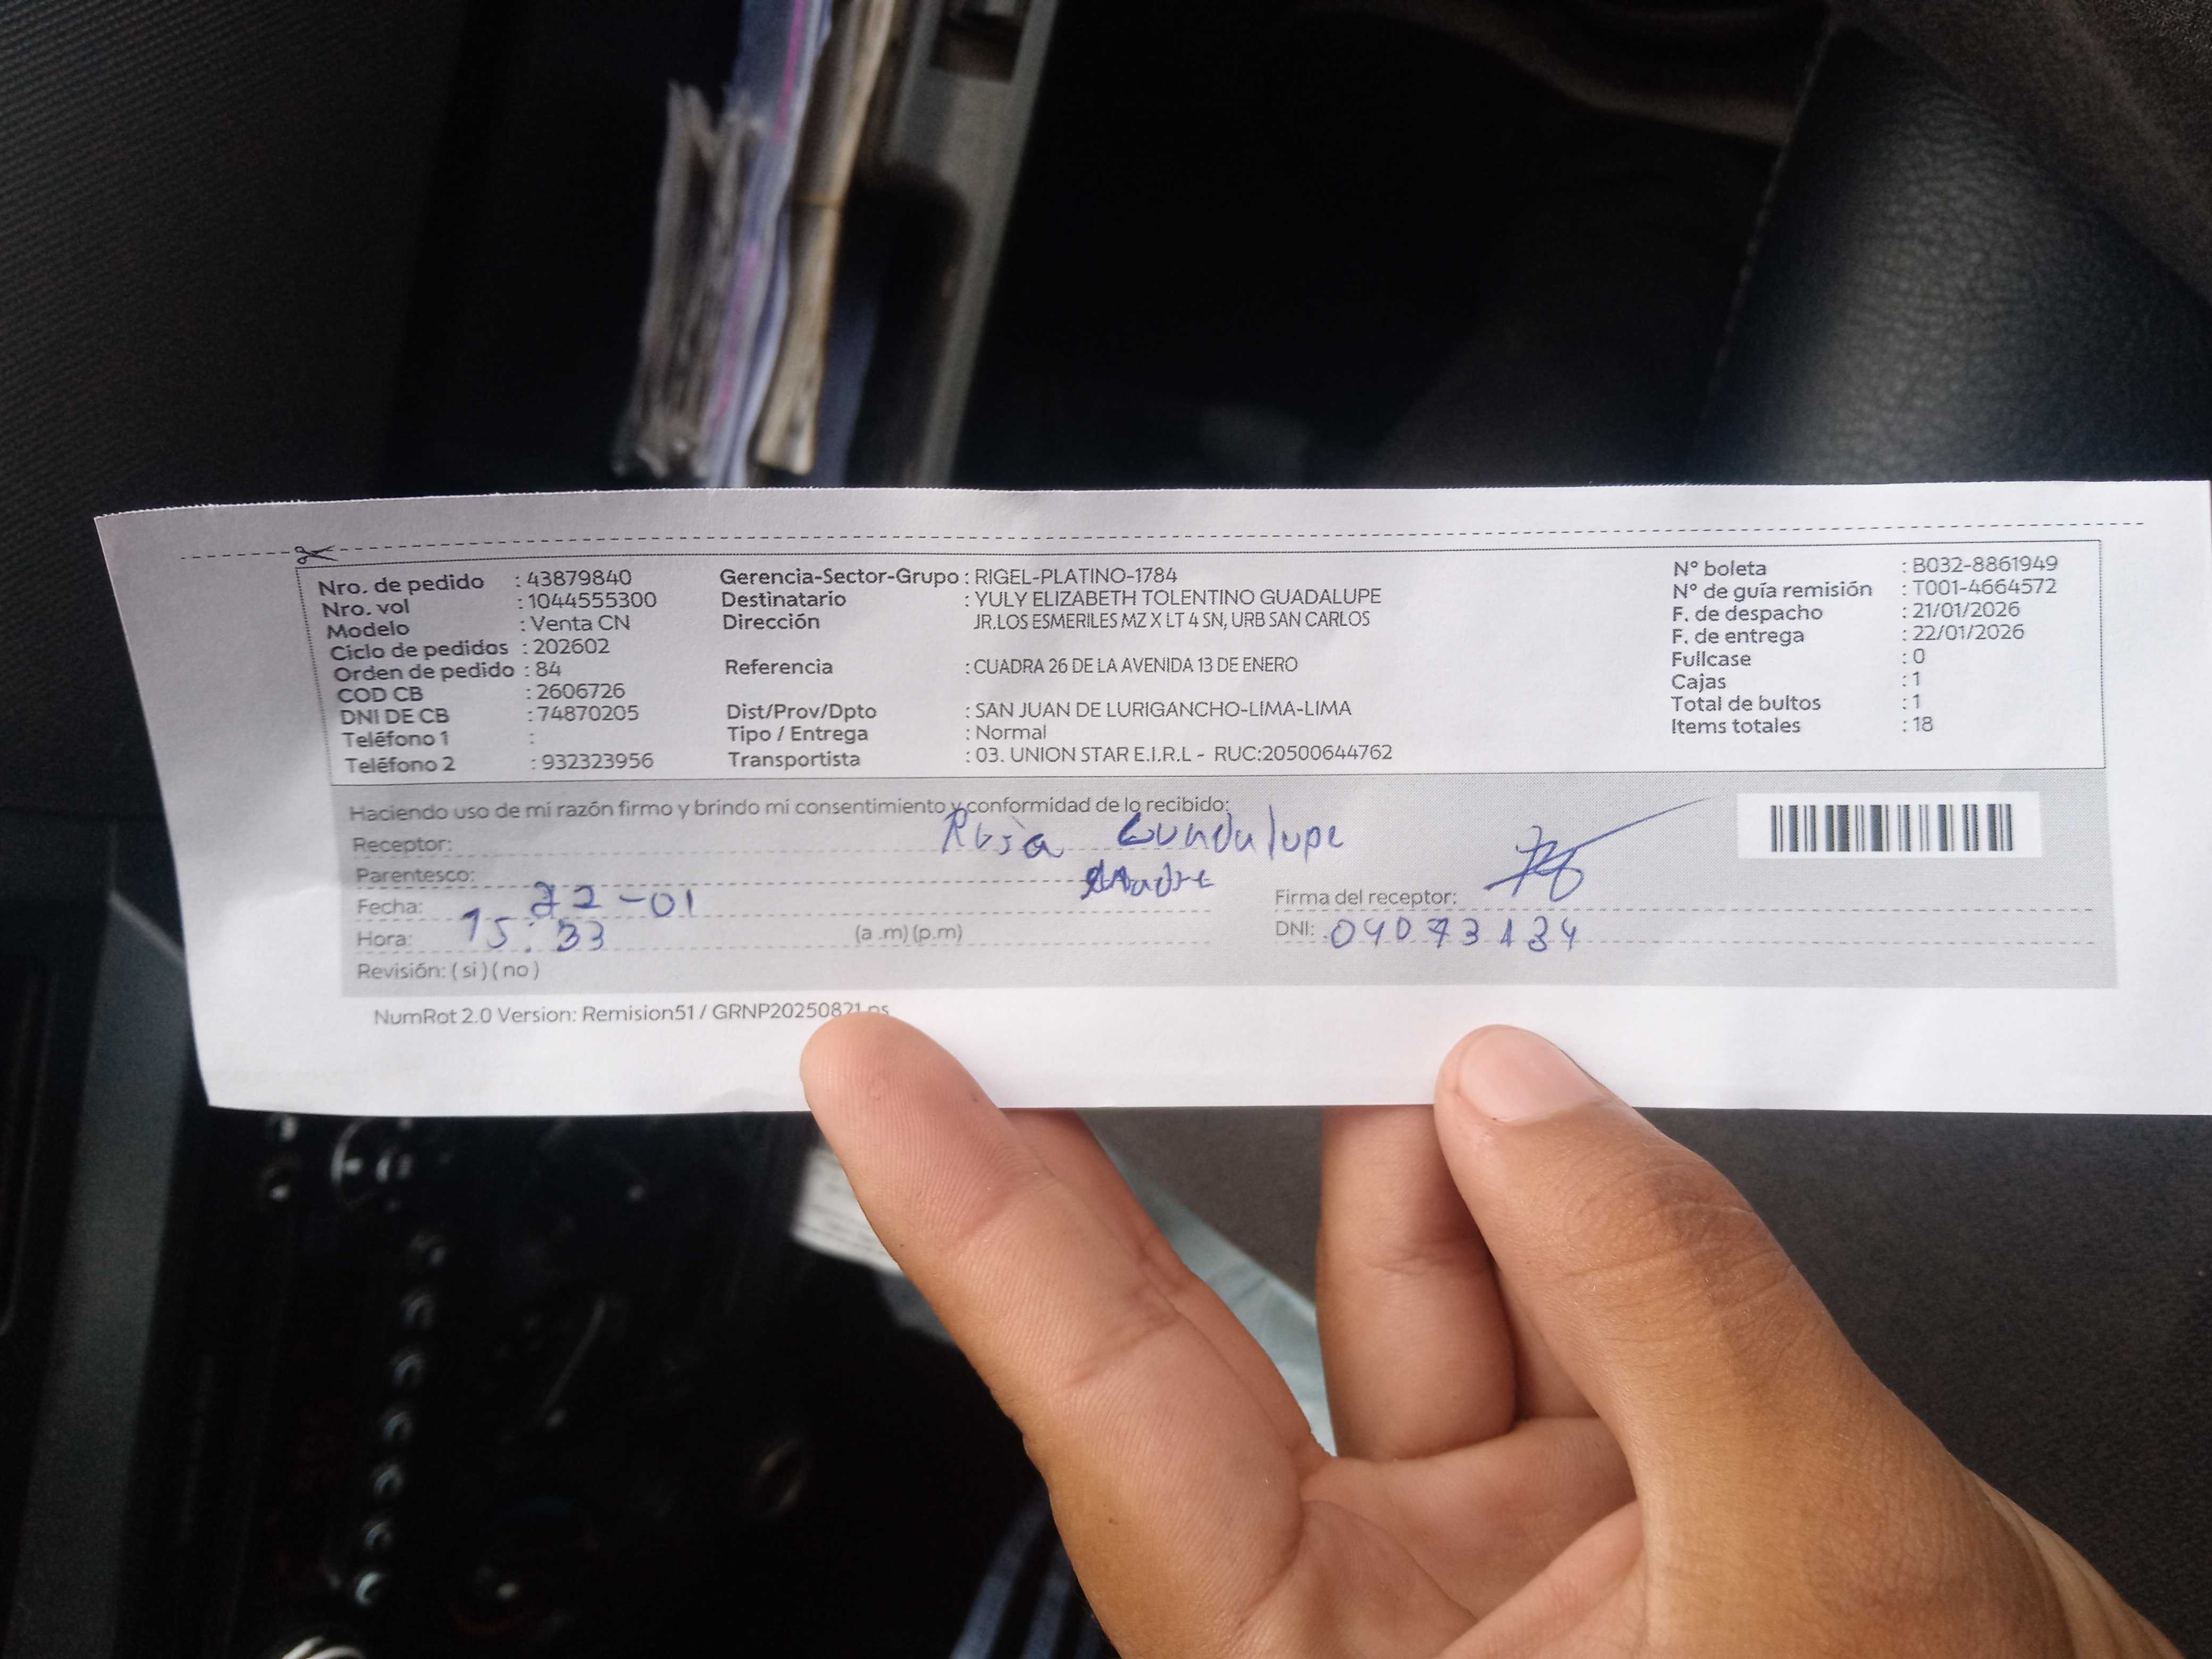 Nro. de pedido : 43879840
Nro. vol : 1044555300
Modelo : Venta CN
Ciclo de pedidos : 202602
Orden de pedido : 84
COD CB : 2606726
DNI DE CB : 74870205
Teléfono 1 :
Teléfono 2 : 932323956
Gerencia-Sector-Grupo : RIGEL-PLATINO-1784
Destinatario : YULY ELIZABETH TOLENTINO GUADALUPE
Dirección JR.LOS ESMERILES MZ X LT 4 SN, URB SAN CARLOS
Referencia : CUADRA 26 DE LA AVENIDA 13 DE ENERO
Dist/Prov/Dpto : SAN JUAN DE LURIGANCHO-LIMA-LIMA
Tipo / Entrega : Normal
Transportista : 03. UNION STAR E.I.R.L - RUC:20500644762
N° boleta : B032-8861949
N° de guía remisión : T001-4664572
F. de despacho : 21/01/2026
F. de entrega : 22/01/2026
Fullcase : 0
Cajas : 1
Total de bultos : 1
Items totales : 18
Haciendo uso de mi razón firmo y brindo mi consentimiento y conformidad de lo recibido:
Receptor: Rosa Guadalupe
Parentesco: Madre
Fecha: 22-01
Hora: 15:33 (a .m) (p.m)
Revisión: ( si ) ( no )
Firma del receptor:
DNI:
NumRot 2.0 Version: Remision51 / GRNP20250821